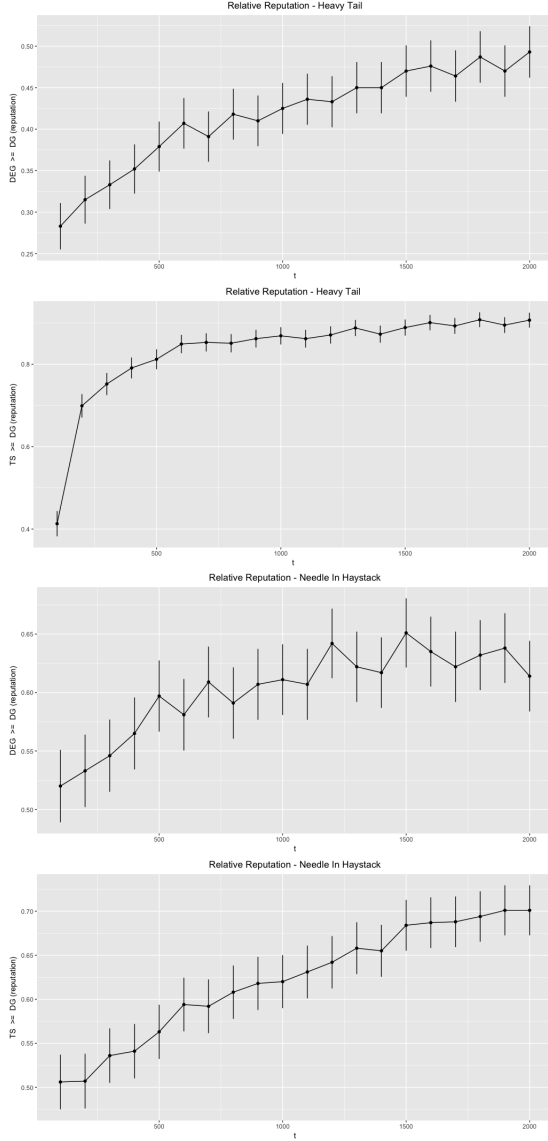 Relative Reputation - Heavy Tail
DEG >= DG (reputation)
0.50
0.45
0.40
0.35
0.30
0.25
500
1000
1500
2000
t
Relative Reputation - Heavy Tail
TS >= DG (reputation)
0.8
0.6
0.4
500
1000
1500
2000
t
Relative Reputation - Needle In Haystack
DEG >= DG (reputation)
0.65
0.60
0.55
0.50
500
1000
1500
2000
t
Relative Reputation - Needle In Haystack
TS >= DG (reputation)
0.70
0.65
0.60
0.55
0.50
500
1000
1500
2000
t